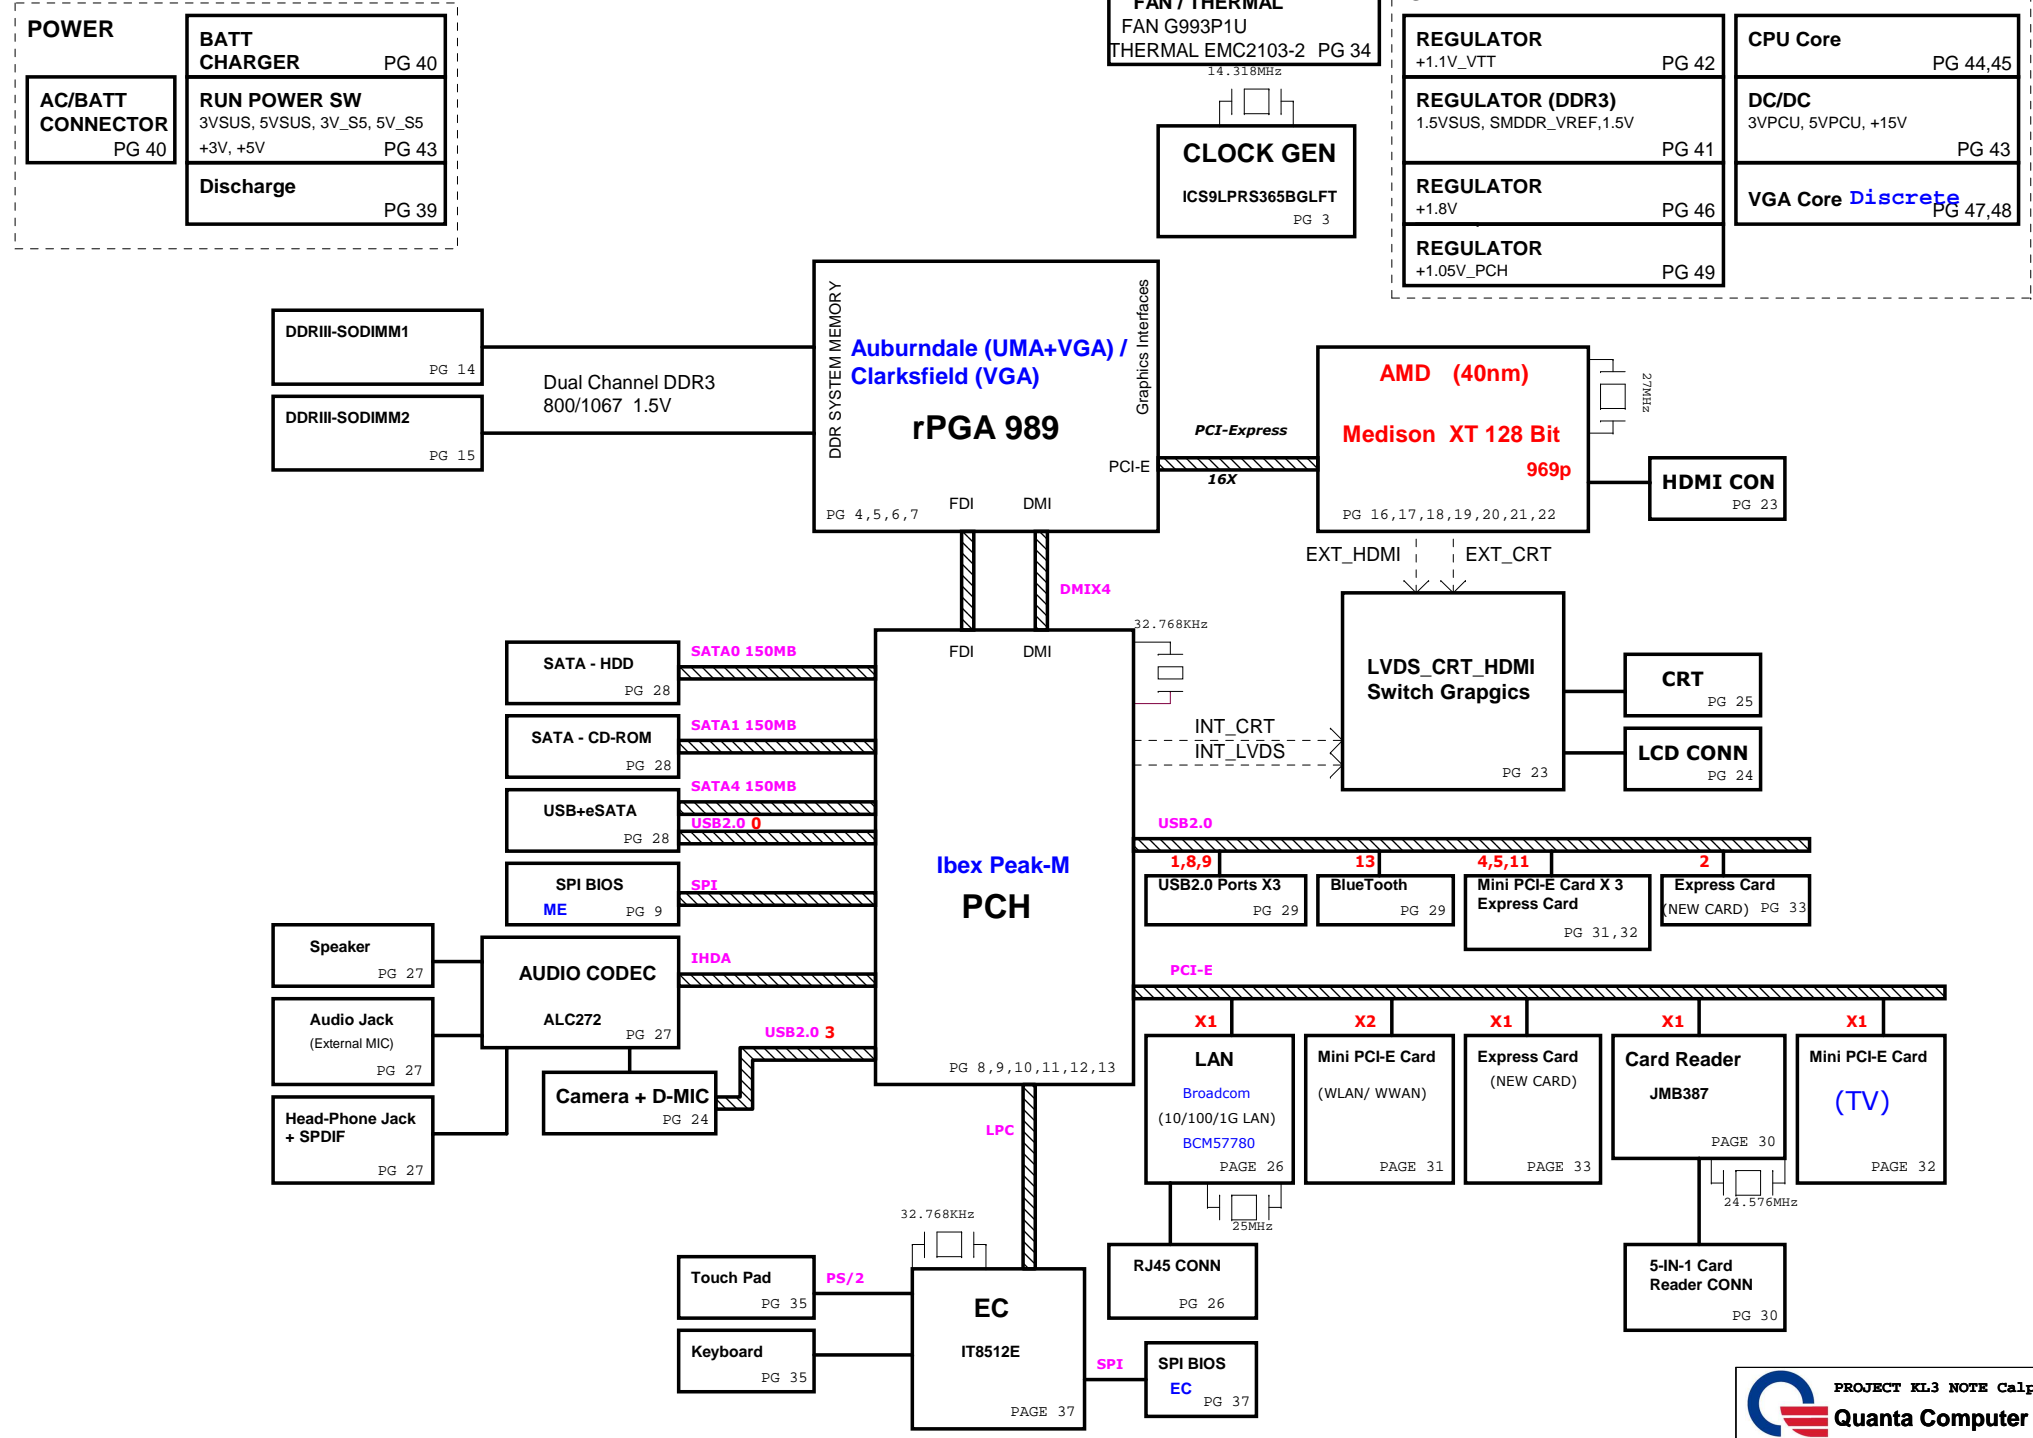 POWER
BATT
CHARGER
PG 40
AC/BATT
CONNECTOR
PG 40
RUN POWER SW
3VSUS, 5VSUS, 3V_S5, 5V_S5
+3V, +5V
PG 43
Discharge
PG 39
FAN / THERMAL
FAN G993P1U
THERMAL EMC2103-2 PG 34
14.318MHz
CLOCK GEN
ICS9LPRS365BGLFT
PG 3
REGULATOR
+1.1V_VTT
PG 42
REGULATOR (DDR3)
1.5VSUS, SMDDR_VREF,1.5V
PG 41
REGULATOR
+1.8V
PG 46
REGULATOR
+1.05V_PCH
PG 49
CPU Core
PG 44,45
DC/DC
3VPCU, 5VPCU, +15V
PG 43
VGA Core Discrete
PG 47,48
DDRIII-SODIMM1
PG 14
DDRIII-SODIMM2
PG 15
Dual Channel DDR3
800/1067 1.5V
DDR SYSTEM MEMORY
Auburndale (UMA+VGA) /
Clarksfield (VGA)
rPGA 989
Graphics Interfaces
PCI-E
FDI
DMI
PG 4,5,6,7
PCI-Express
16X
AMD (40nm)
Medison XT 128 Bit
969p
PG 16,17,18,19,20,21,22
27MHz
HDMI CON
PG 23
EXT_HDMI
EXT_CRT
DMIX4
32.768KHz
LVDS_CRT_HDMI
Switch Grapgics
PG 23
CRT
PG 25
LCD CONN
PG 24
INT_CRT
INT_LVDS
FDI
DMI
Ibex Peak-M
PCH
PG 8,9,10,11,12,13
SATA - HDD
PG 28
SATA0 150MB
SATA - CD-ROM
PG 28
SATA1 150MB
USB+eSATA
PG 28
SATA4 150MB
USB2.0 0
SPI BIOS
ME
PG 9
SPI
Speaker
PG 27
Audio Jack
(External MIC)
PG 27
Head-Phone Jack
+ SPDIF
PG 27
AUDIO CODEC
ALC272
PG 27
IHDA
USB2.0 3
Camera + D-MIC
PG 24
USB2.0
1,8,9
13
4,5,11
2
USB2.0 Ports X3
PG 29
BlueTooth
PG 29
Mini PCI-E Card X 3
Express Card
PG 31,32
Express Card
(NEW CARD)
PG 33
PCI-E
X1
X2
X1
X1
X1
LAN
Broadcom
(10/100/1G LAN)
BCM57780
PAGE 26
Mini PCI-E Card
(WLAN/ WWAN)
PAGE 31
Express Card
(NEW CARD)
PAGE 33
Card Reader
JMB387
PAGE 30
Mini PCI-E Card
(TV)
PAGE 32
25MHz
24.576MHz
RJ45 CONN
PG 26
5-IN-1 Card
Reader CONN
PG 30
LPC
32.768KHz
Touch Pad
PG 35
PS/2
Keyboard
PG 35
EC
IT8512E
PAGE 37
SPI
SPI BIOS
EC
PG 37
PROJECT KL3 NOTE Calp
Quanta Computer